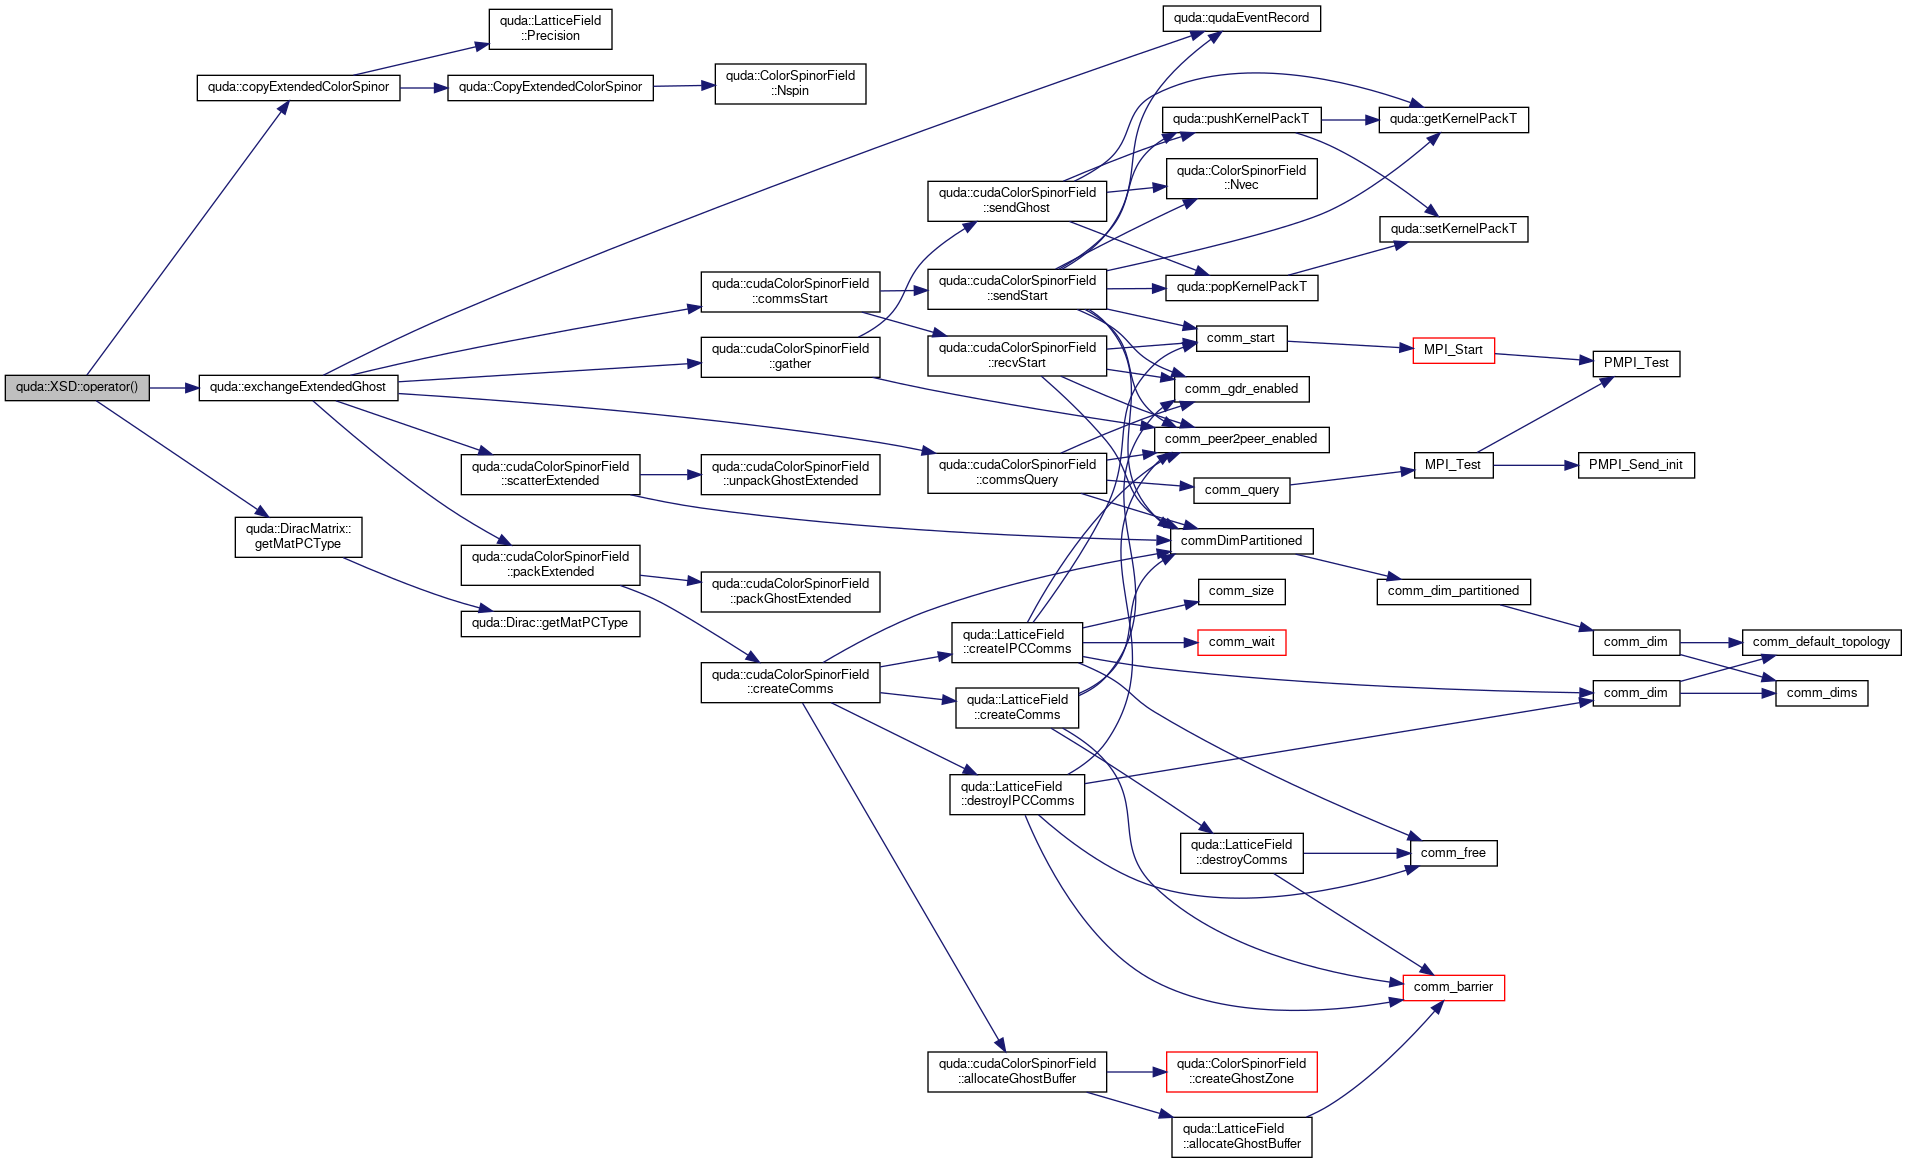 quda::XSD::operator()
quda::copyExtendedColorSpinor
quda::exchangeExtendedGhost
quda::DiracMatrix::
getMatPCType
quda::LatticeField
::Precision
quda::CopyExtendedColorSpinor
quda::cudaColorSpinorField
::scatterExtended
quda::cudaColorSpinorField
::packExtended
quda::Dirac::getMatPCType
quda::ColorSpinorField
::Nspin
quda::cudaColorSpinorField
::commsStart
quda::cudaColorSpinorField
::gather
quda::cudaColorSpinorField
::unpackGhostExtended
quda::cudaColorSpinorField
::packGhostExtended
quda::cudaColorSpinorField
::createComms
quda::cudaColorSpinorField
::sendGhost
quda::cudaColorSpinorField
::sendStart
quda::cudaColorSpinorField
::recvStart
quda::cudaColorSpinorField
::commsQuery
quda::LatticeField
::createIPCComms
quda::LatticeField
::createComms
quda::LatticeField
::destroyIPCComms
quda::cudaColorSpinorField
::allocateGhostBuffer
quda::qudaEventRecord
quda::pushKernelPackT
quda::ColorSpinorField
::Nvec
quda::popKernelPackT
comm_start
comm_gdr_enabled
comm_peer2peer_enabled
comm_query
commDimPartitioned
comm_size
comm_wait
quda::LatticeField
::destroyComms
quda::ColorSpinorField
::createGhostZone
quda::LatticeField
::allocateGhostBuffer
quda::getKernelPackT
quda::setKernelPackT
MPI_Start
MPI_Test
comm_dim_partitioned
comm_free
comm_barrier
PMPI_Test
PMPI_Send_init
comm_dim
comm_dim
comm_default_topology
comm_dims